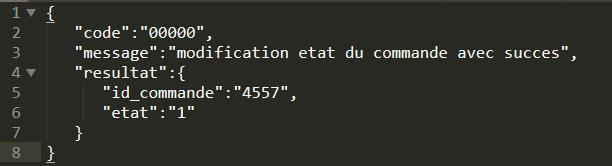 1 {
2 "code":"00000",
3 "message":"modification etat du commande avec succes",
4 "resultat":{
5 "id_commande":"4557",
6 "etat":"1"
7 }
8 }